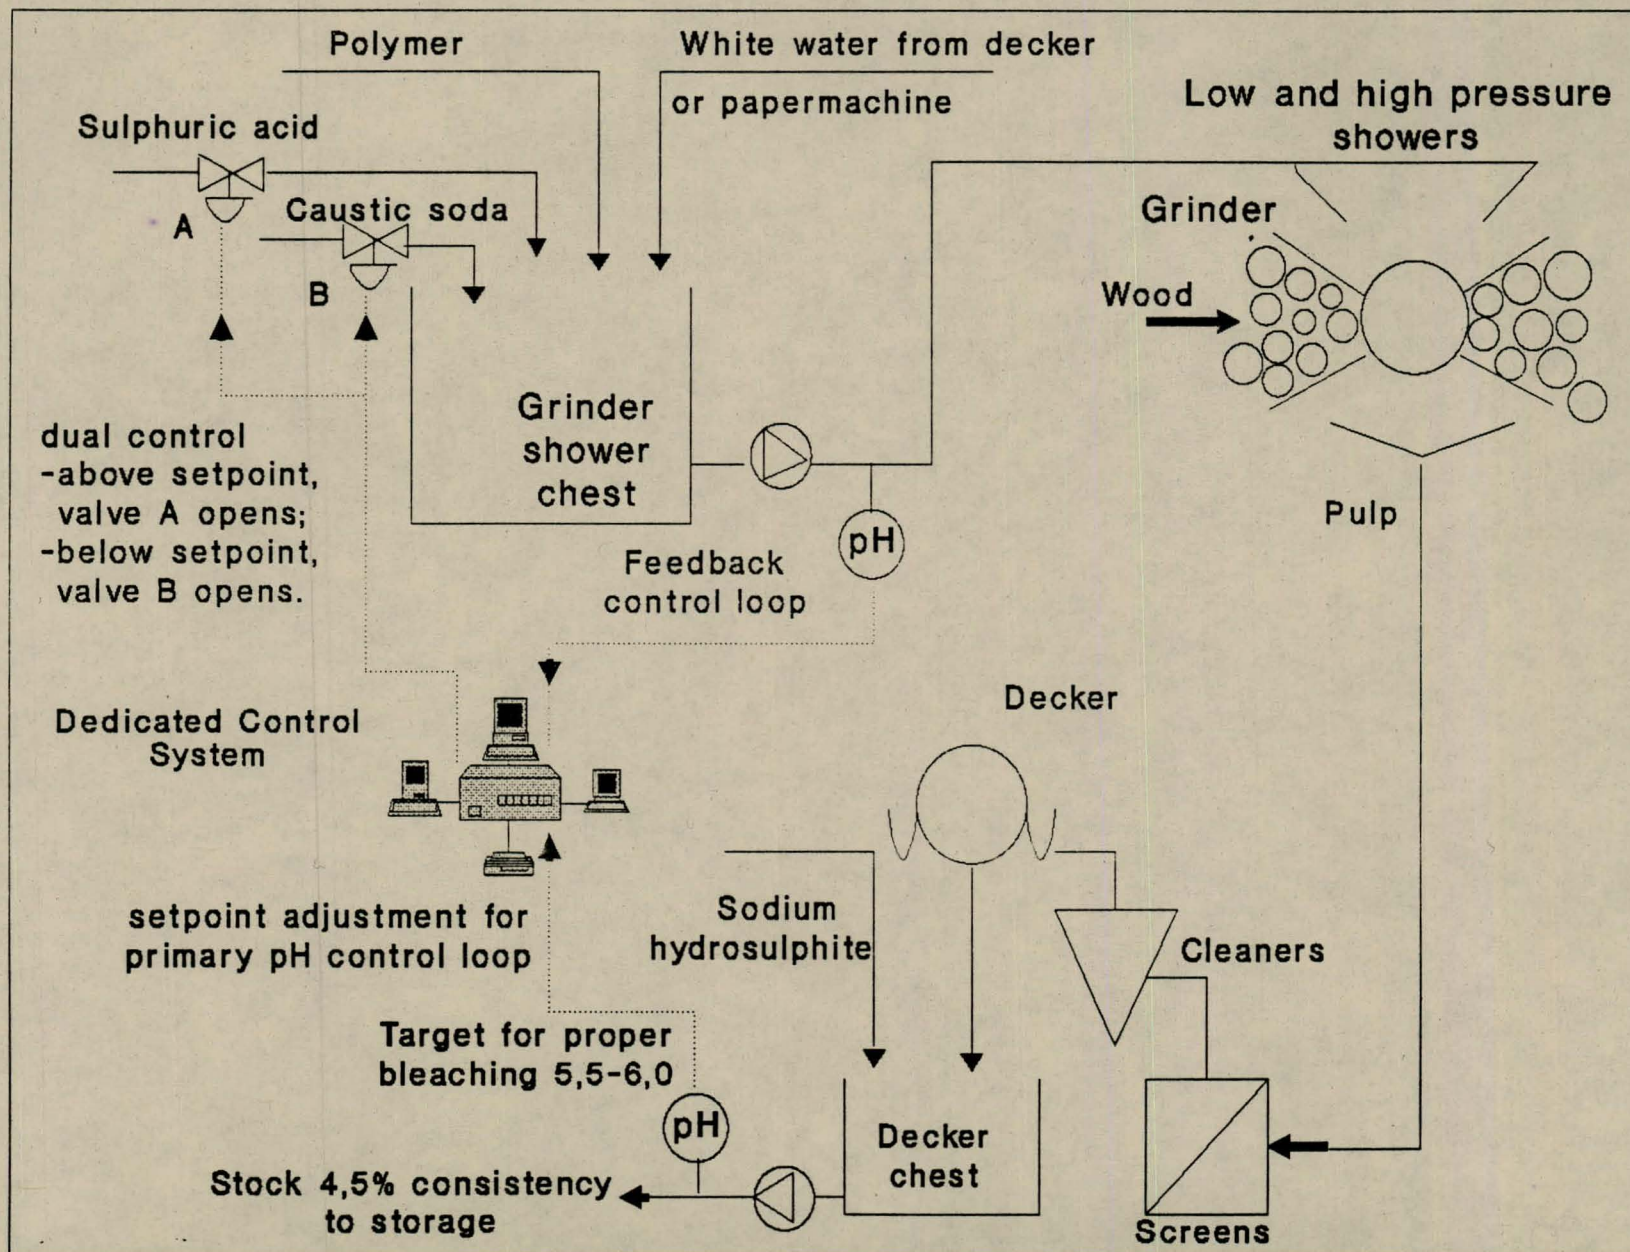 Polymer
White water from decker
or papermachine
Low and high pressure
showers
Sulphuric acid
A
Caustic soda
B
Grinder
Wood
Grinder
shower
chest
dual control
-above setpoint,
valve A opens;
-below setpoint,
valve B opens.
pH
Feedback
control loop
Pulp
Dedicated Control
System
Decker
setpoint adjustment for
primary pH control loop
Sodium
hydrosulphite
Cleaners
Target for proper
bleaching 5,5-6,0
pH
Decker
chest
Stock 4,5% consistency
to storage
Screens